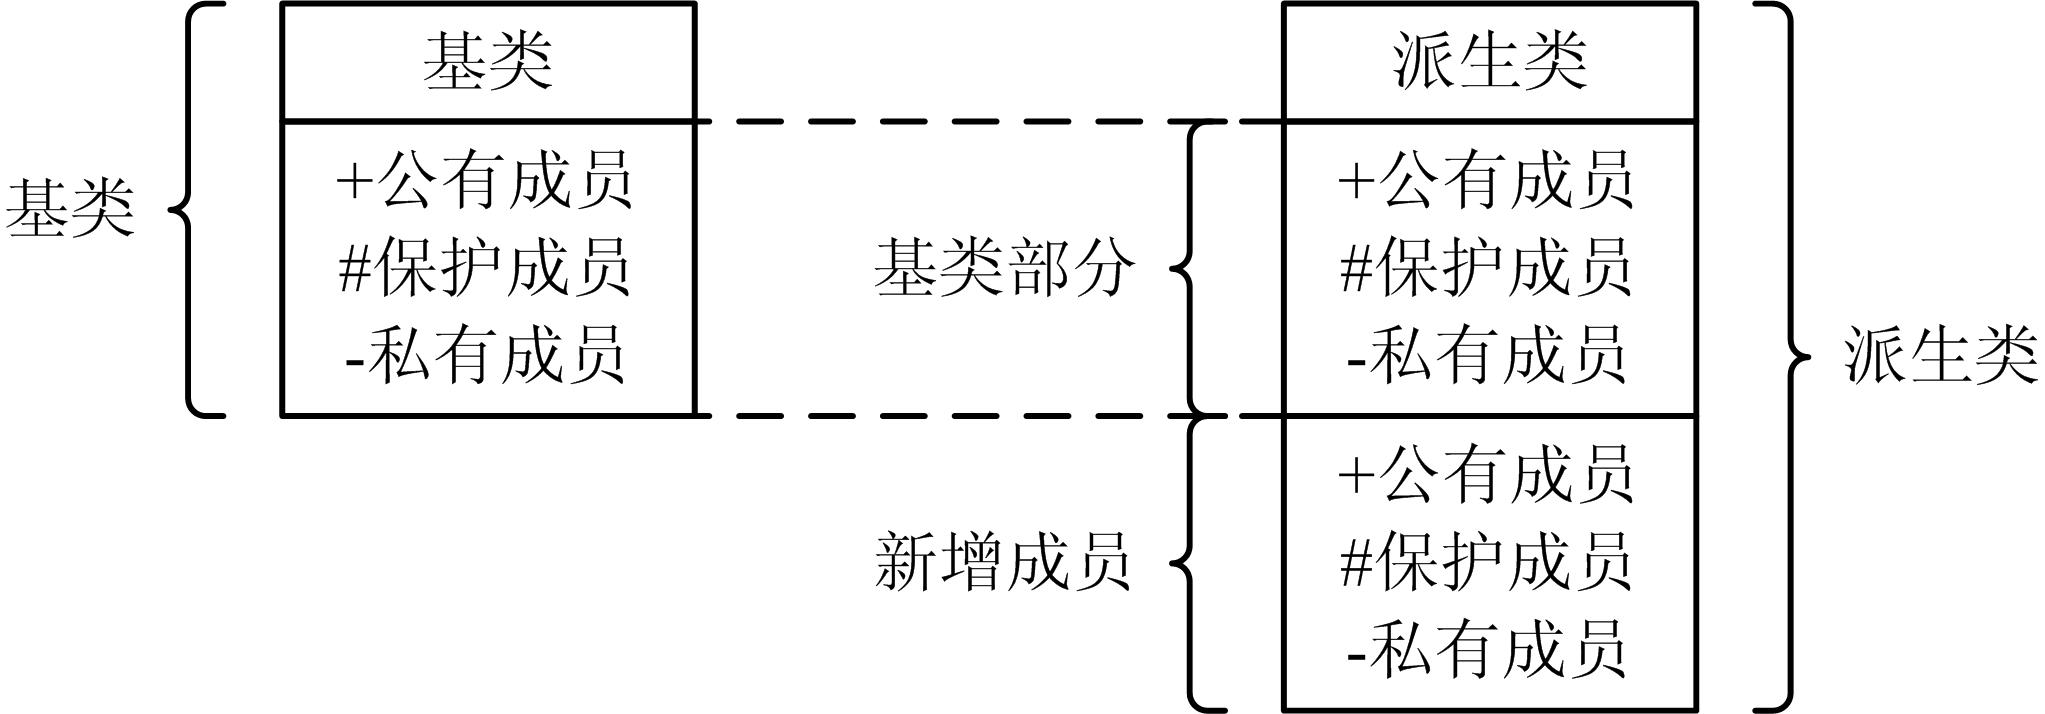 基类
基类
+公有成员
#保护成员
-私有成员
基类部分
新增成员
派生类
+公有成员
#保护成员
-私有成员
+公有成员
#保护成员
-私有成员
派生类